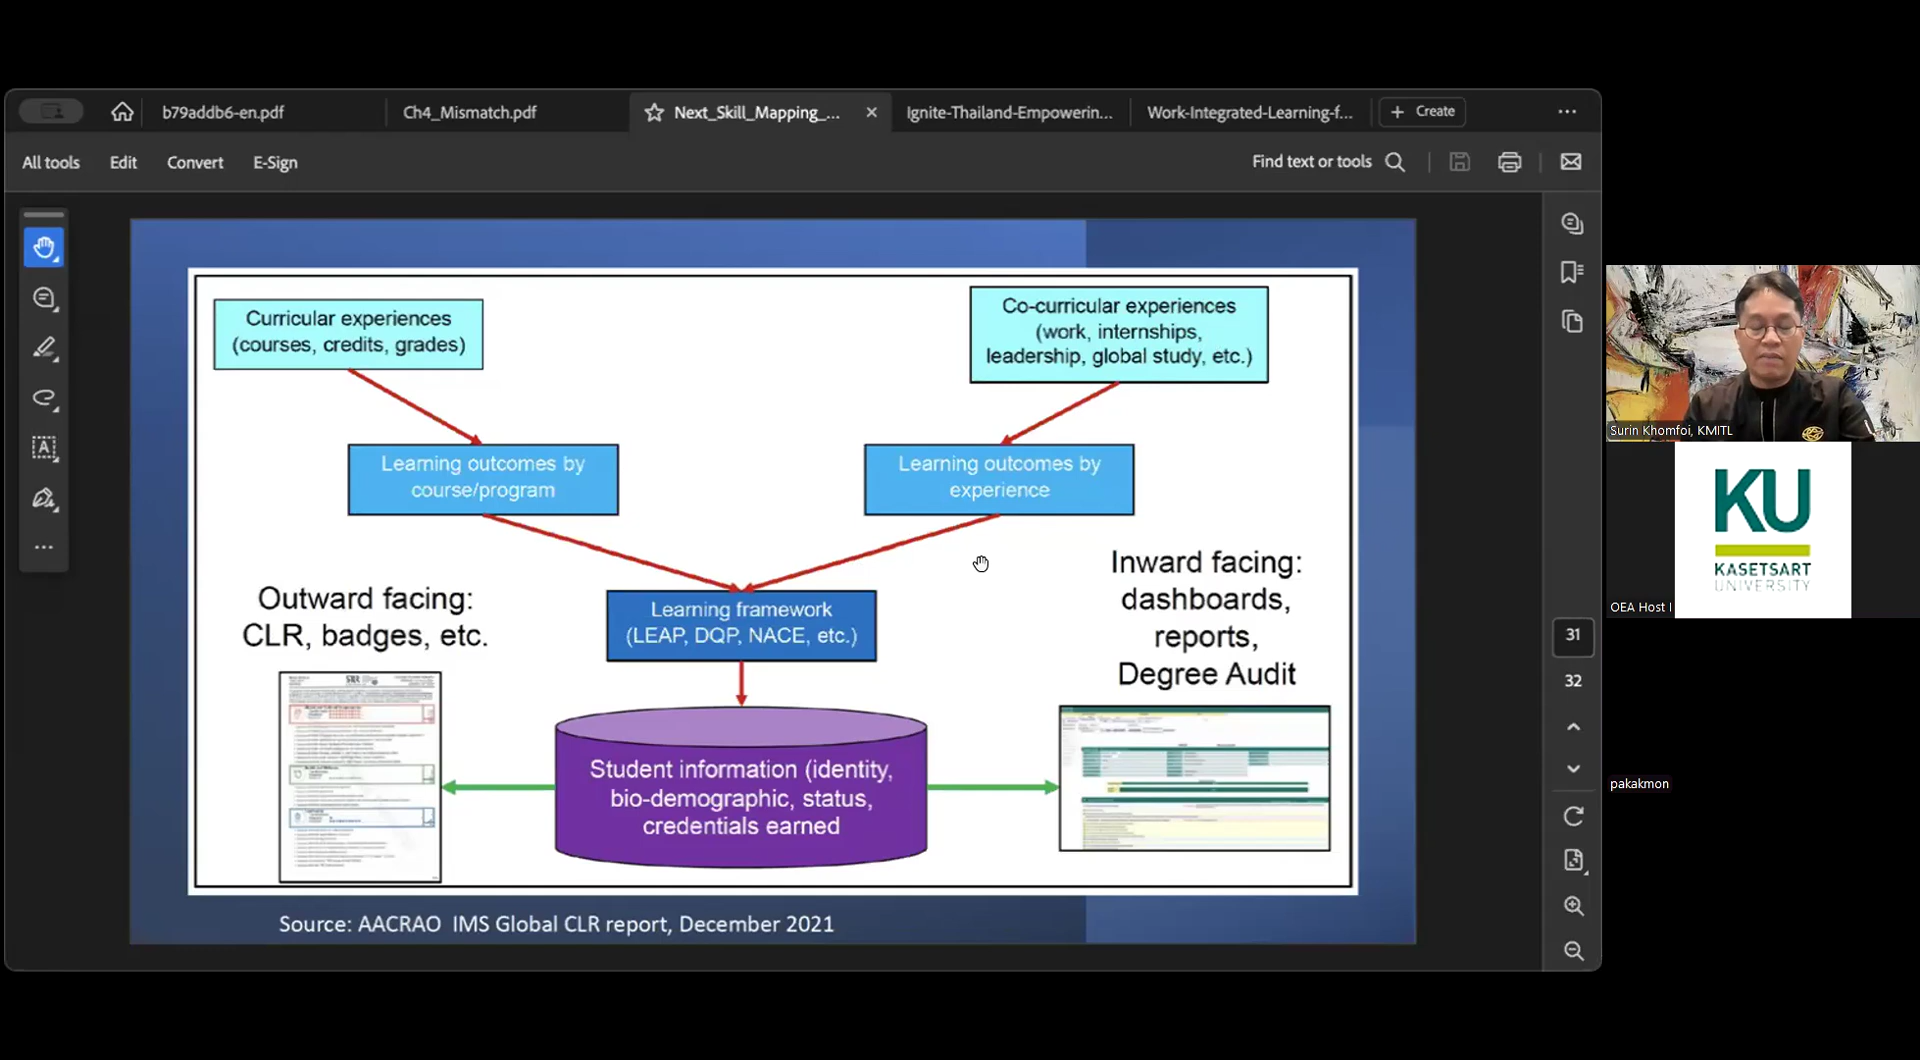 b79addb6-en.pdf
Ch4_Mismatch.pdf
Next_Skill_Mapping_...
Ignite-Thailand-Empowerin...
Work-Integrated-Learning-f...
Create
All tools
Edit
Convert
E-Sign
Find text or tools
Curricular experiences
(courses, credits, grades)
Co-curricular experiences
(work, internships,
leadership, global study, etc.)
Learning outcomes by
course/program
Learning outcomes by
experience
Outward facing:
CLR, badges, etc.
Learning framework
(LEAP, DQP, NACE, etc.)
Inward facing:
dashboards,
reports,
Degree Audit
Student information (identity,
bio-demographic, status,
credentials earned
Source: AACRAO IMS Global CLR report, December 2021
31
32
Surin Khomfoi, KMITL
KU
KASETSART
UNIVERSITY
OEA Host
pakakmon